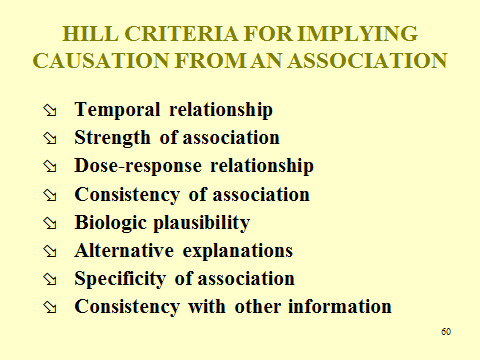 HILL CRITERIA FOR IMPLYING
CAUSATION FROM AN ASSOCIATION
Temporal relationship
Strength of association
Dose-response relationship
Consistency of association
Biologic plausibility
Alternative explanations
Specificity of association
Consistency with other information
60